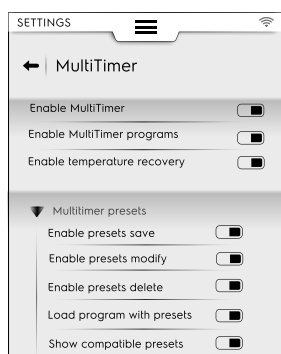 SETTINGS
MultiTimer
Enable MultiTimer
Enable MultiTimer programs
Enable temperature recovery
Multitimer presets
Enable presets save
Enable presets modify
Enable presets delete
Load program with presets
Show compatible presets